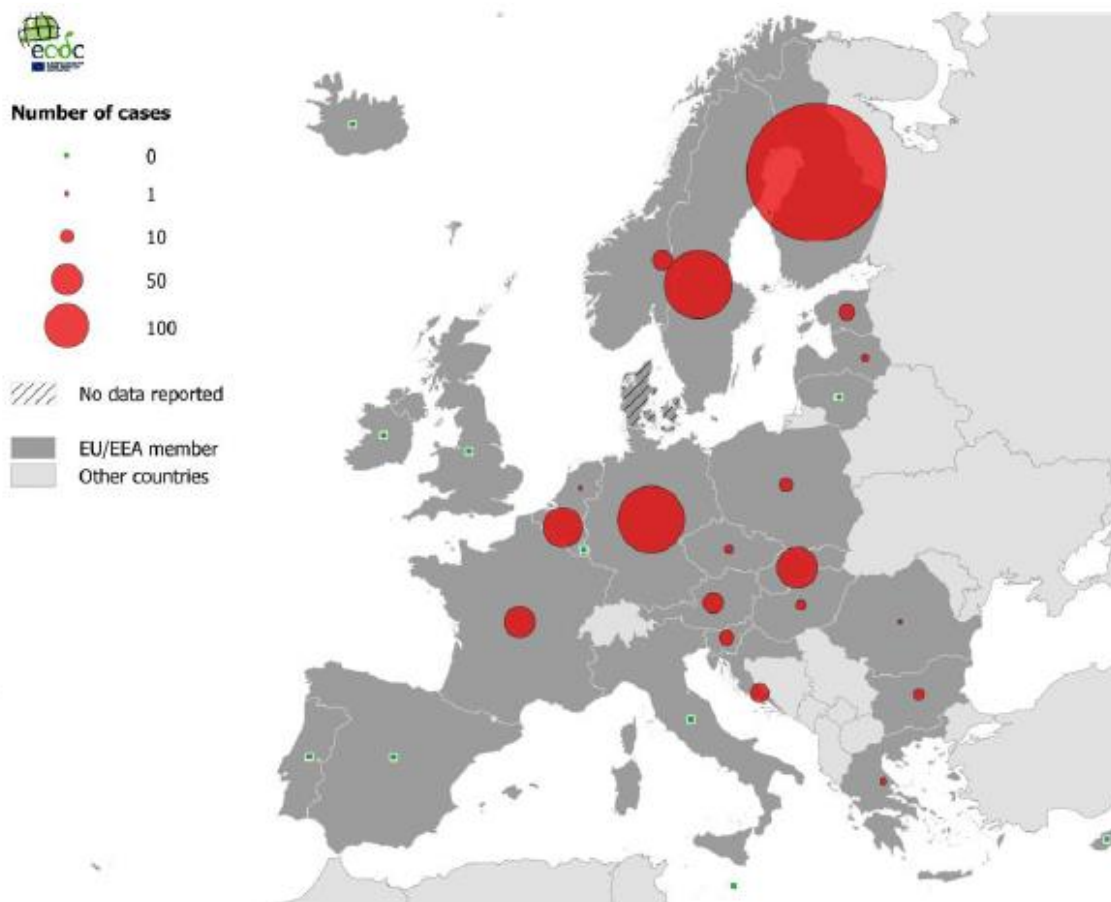 ecdc
Number of cases
0
1
10
50
100
No data reported
EU/EEA member
Other countries